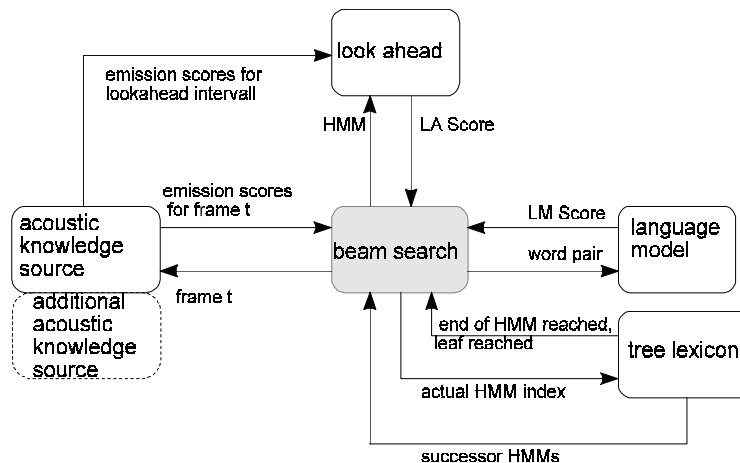 look ahead
emission scores for
lookahead intervall
HMM
LA Score
emission scores
for frame t
acoustic
knowledge
source
beam search
LM Score
language
model
word pair
frame t
additional
acoustic
knowledge
source
end of HMM reached,
leaf reached
tree lexicon
actual HMM index
successor HMMs